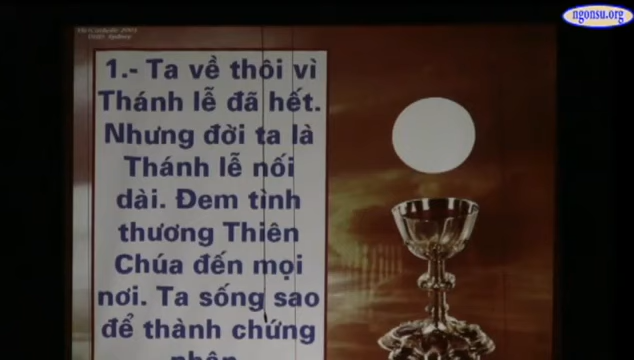 ngonsu.org
1.- Ta về thôi vì
Thánh lễ đã hết.
Nhưng đời ta là
Thánh lễ nối
dài. Đem tình
thương Thiên
Chúa đến mọi
nơi. Ta sống sao
để thành chứng
nhân